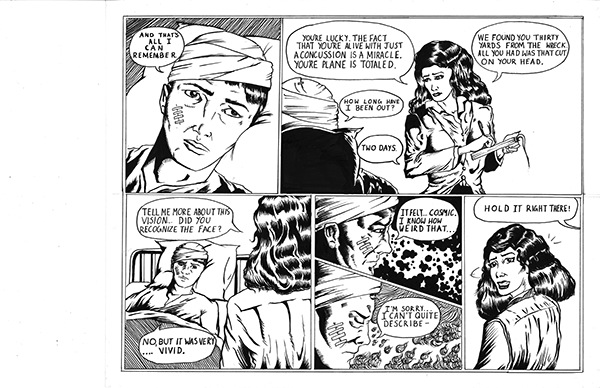 AND THAT'S
ALL I
CAN
REMEMBER.
YOU'RE LUCKY. THE FACT
THAT YOU'RE ALIVE WITH JUST
A CONCUSSION IS A MIRACLE.
YOU'RE PLANE IS TOTALED.
WE FOUND YOU THIRTY
YARDS FROM THE WRECK.
ALL YOU HAD WAS THAT CUT
ON YOUR HEAD.
HOW LONG HAVE
I BEEN OUT?
TWO DAYS.
TELL ME MORE ABOUT THIS
VISION... DID YOU
RECOGNIZE THE FACE?
NO, BUT IT WAS VERY
.... VIVID.
IT FELT... COSMIC.
I KNOW HOW
WEIRD THAT...
I'M SORRY...
I CAN'T QUITE
DESCRIBE -
HOLD IT RIGHT THERE!